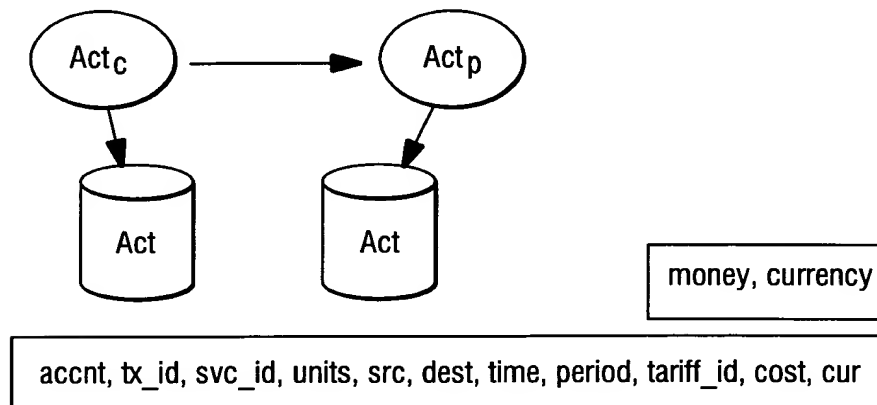 Actc
Actp
Act
Act
money, currency
accnt, tx_id, svc_id, units, src, dest, time, period, tariff_id, cost, cur